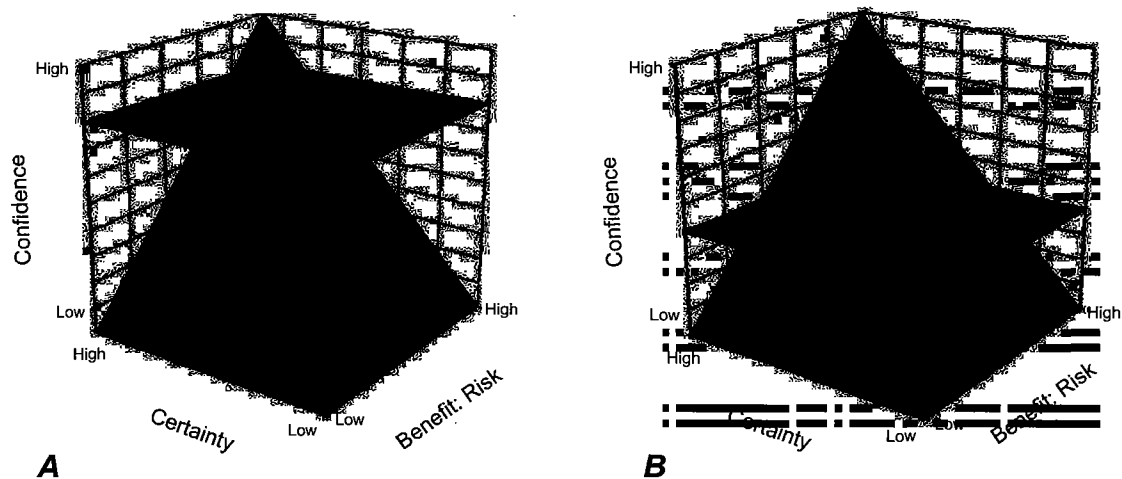 High
Confidence
Low
High
Certainty
Low
Low
Benefit: Risk
High
A
High
Confidence
Low
High
Certainty
Low
Low
Benefit: Risk
High
B